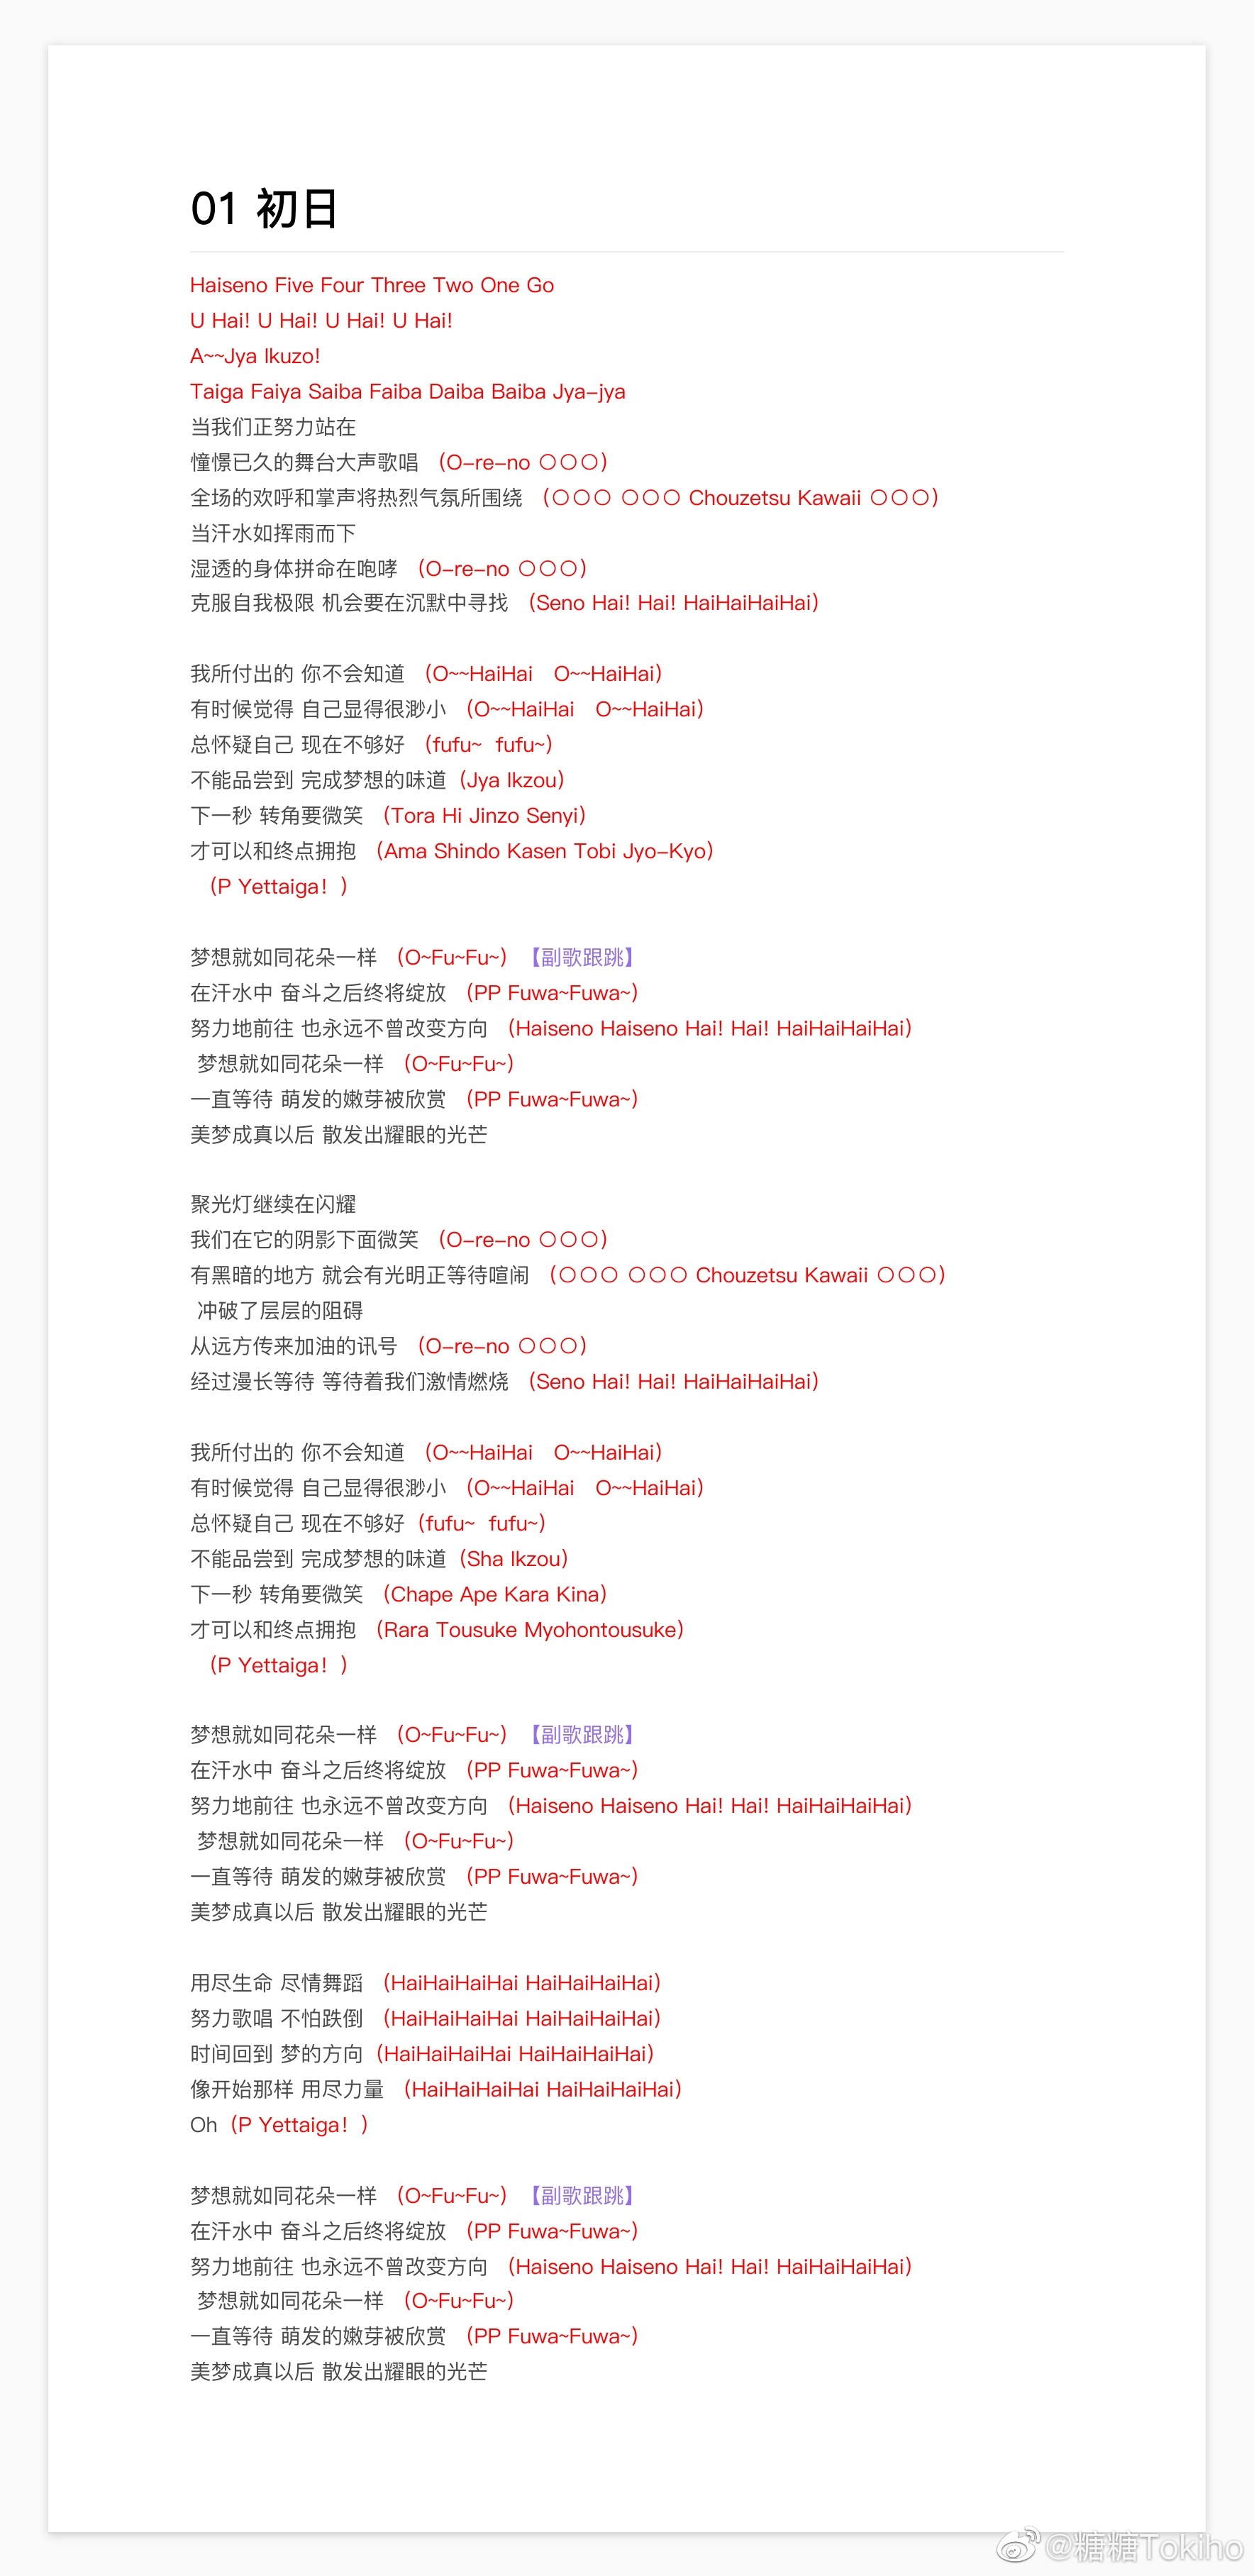 01 初日
Haiseno Five Four Three Two One Go
U Hai! U Hai! U Hai! U Hai!
A~~Jya Ikuzo!
Taiga Faiya Saiba Faiba Daiba Baiba Jya-jya
当我们正努力站在
憧憬已久的舞台大声歌唱 （O-re-no 〇〇〇）
全场的欢呼和掌声将热烈气氛所围绕 （〇〇〇 〇〇〇 Chouzetsu Kawaii 〇〇〇）
当汗水如挥雨而下
湿透的身体拼命在咆哮 （O-re-no 〇〇〇）
克服自我极限 机会要在沉默中寻找 （Seno Hai! Hai! HaiHaiHaiHai）
我所付出的 你不会知道 （O~~HaiHai O~~HaiHai）
有时候觉得 自己显得很渺小 （O~~HaiHai O~~HaiHai）
总怀疑自己 现在不够好 （fufu~ fufu~）
不能品尝到 完成梦想的味道（Jya Ikzou）
下一秒 转角要微笑 （Tora Hi Jinzo Senyi）
才可以和终点拥抱 （Ama Shindo Kasen Tobi Jyo-Kyo）
（P Yettaiga！）
梦想就如同花朵一样 （O~Fu~Fu~）【副歌跟跳】
在汗水中 奋斗之后终将绽放 （PP Fuwa~Fuwa~）
努力地前往 也永远不曾改变方向 （Haiseno Haiseno Hai! Hai! HaiHaiHaiHai）
梦想就如同花朵一样 （O~Fu~Fu~）
一直等待 萌发的嫩芽被欣赏 （PP Fuwa~Fuwa~）
美梦成真以后 散发出耀眼的光芒
聚光灯继续在闪耀
我们在它的阴影下面微笑 （O-re-no 〇〇〇）
有黑暗的地方 就会有光明正等待喧闹 （〇〇〇 〇〇〇 Chouzetsu Kawaii 〇〇〇）
冲破了层层的阻碍
从远方传来加油的讯号 （O-re-no 〇〇〇）
经过漫长等待 等待着我们激情燃烧 （Seno Hai! Hai! HaiHaiHaiHai）
我所付出的 你不会知道 （O~~HaiHai O~~HaiHai）
有时候觉得 自己显得很渺小 （O~~HaiHai O~~HaiHai）
总怀疑自己 现在不够好（fufu~ fufu~）
不能品尝到 完成梦想的味道（Sha Ikzou）
下一秒 转角要微笑 （Chape Ape Kara Kina）
才可以和终点拥抱 （Rara Tousuke Myohontousuke）
（P Yettaiga！）
梦想就如同花朵一样 （O~Fu~Fu~）【副歌跟跳】
在汗水中 奋斗之后终将绽放 （PP Fuwa~Fuwa~）
努力地前往 也永远不曾改变方向 （Haiseno Haiseno Hai! Hai! HaiHaiHaiHai）
梦想就如同花朵一样 （O~Fu~Fu~）
一直等待 萌发的嫩芽被欣赏 （PP Fuwa~Fuwa~）
美梦成真以后 散发出耀眼的光芒
用尽生命 尽情舞蹈 （HaiHaiHaiHai HaiHaiHaiHai）
努力歌唱 不怕跌倒 （HaiHaiHaiHai HaiHaiHaiHai）
时间回到 梦的方向（HaiHaiHaiHai HaiHaiHaiHai）
像开始那样 用尽力量 （HaiHaiHaiHai HaiHaiHaiHai）
Oh（P Yettaiga！）
梦想就如同花朵一样 （O~Fu~Fu~）【副歌跟跳】
在汗水中 奋斗之后终将绽放 （PP Fuwa~Fuwa~）
努力地前往 也永远不曾改变方向 （Haiseno Haiseno Hai! Hai! HaiHaiHaiHai）
梦想就如同花朵一样 （O~Fu~Fu~）
一直等待 萌发的嫩芽被欣赏 （PP Fuwa~Fuwa~）
美梦成真以后 散发出耀眼的光芒
@糖糖Tokiho